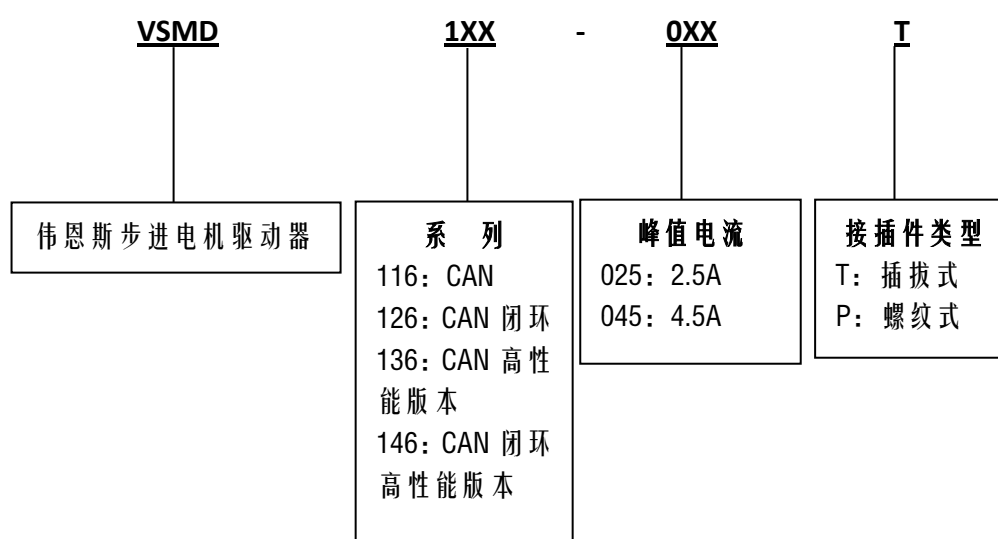 VSMD 1XX - 0XX T
伟恩斯步进电机驱动器
系 列
116：CAN
126：CAN 闭环
136：CAN 高性
能版本
146：CAN 闭环
高性能版本
峰值电流
025：2.5A
045：4.5A
接插件类型
T：插拔式
P：螺纹式